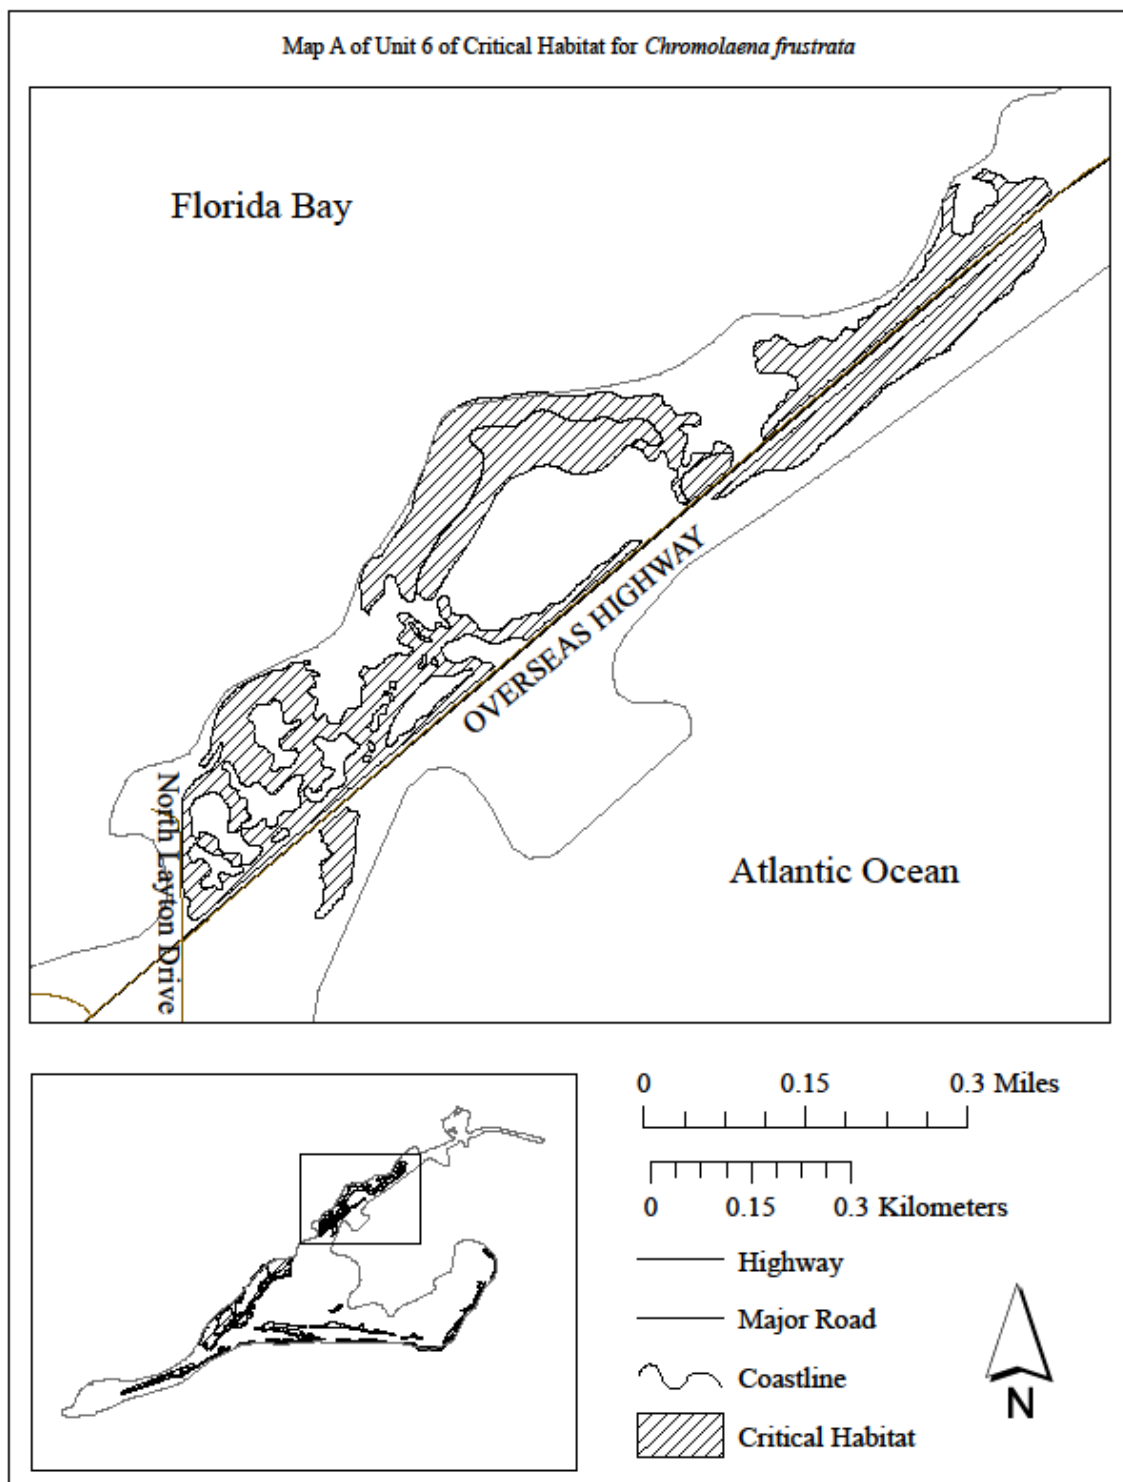 Map A of Unit 6 of Critical Habitat for Chromolaena frustrata
Florida Bay
OVERSEAS HIGHWAY
North Layton Drive
Atlantic Ocean
0 0.15 0.3 Miles
0 0.15 0.3 Kilometers
Highway
Major Road
Coastline
Critical Habitat
N